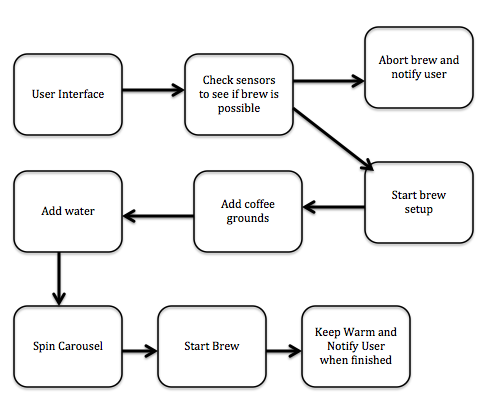 User Interface
Check sensors
to see if brew is
possible
Abort brew and
notify user
Start brew
setup
Add coffee
grounds
Add water
Spin Carousel
Start Brew
Keep Warm and
Notify User
when finished